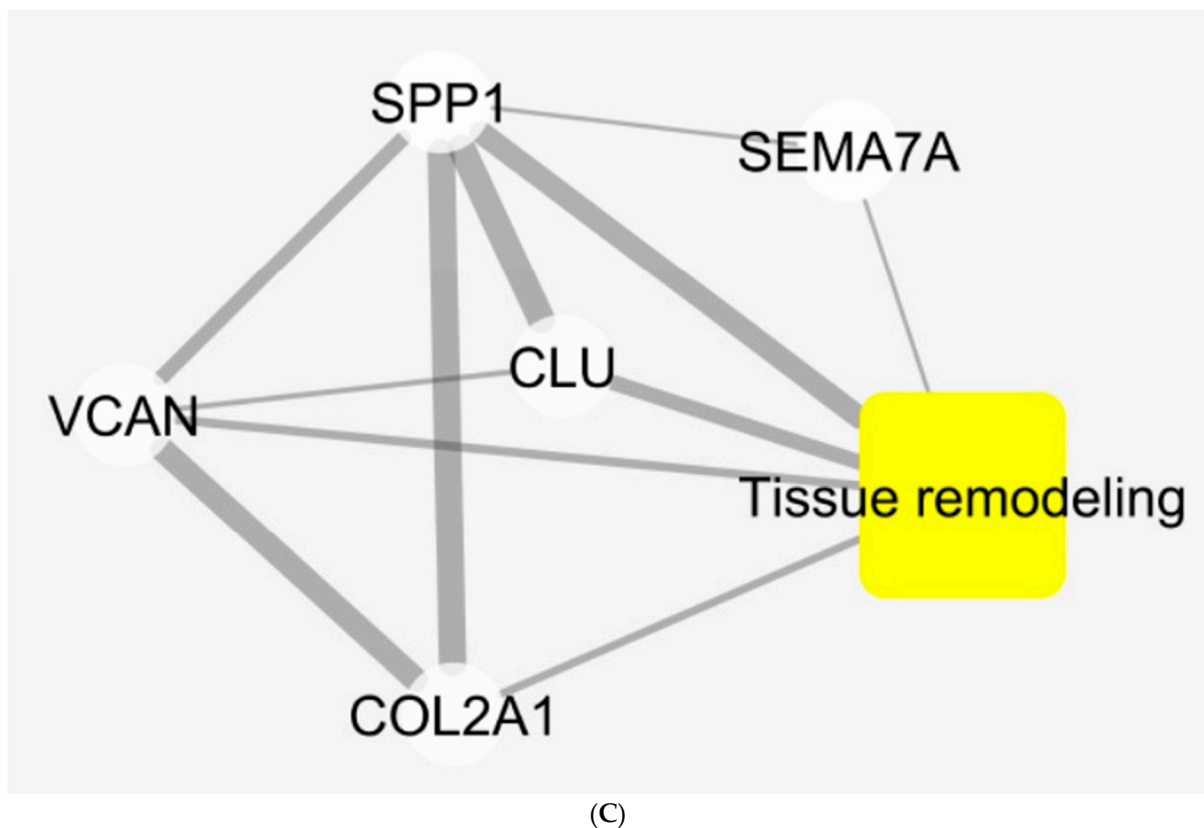 SPP1
SEMA7A
CLU
VCAN
Tissue remodeling
COL2A1
(C)